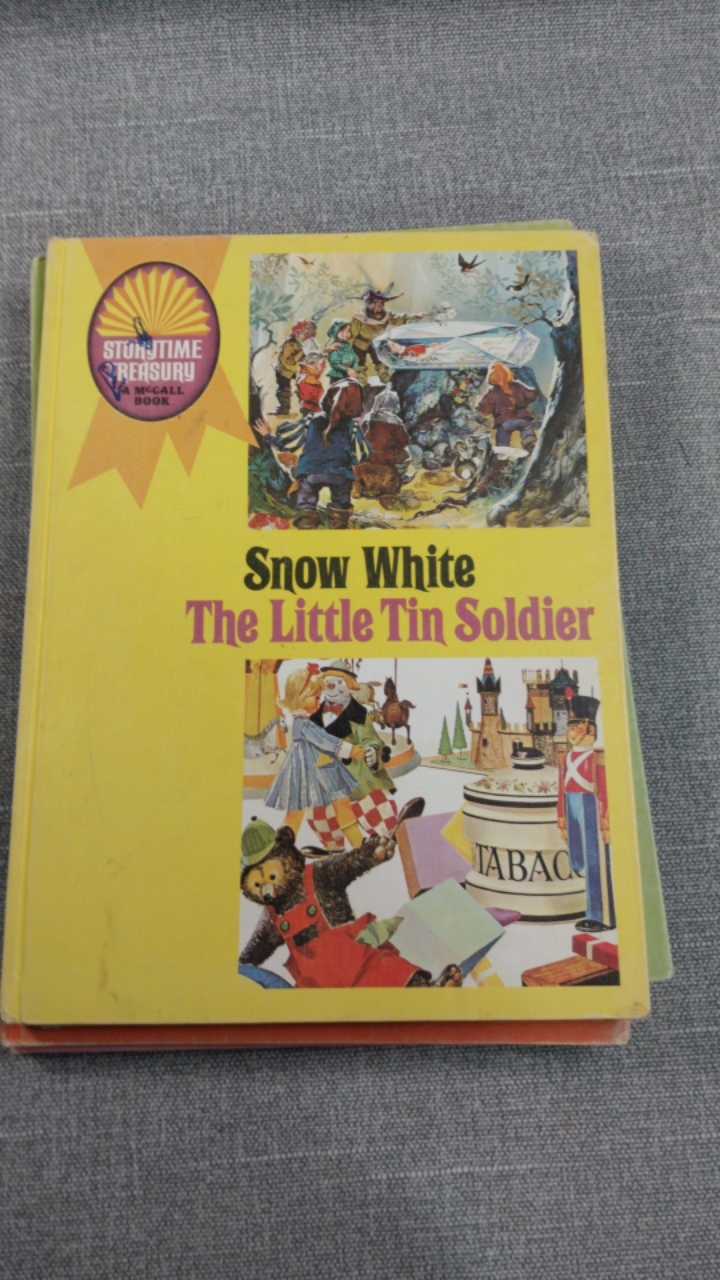 STORYTIME
TREASURY
A McCALL
BOOK
Snow White
The Little Tin Soldier
TABAC